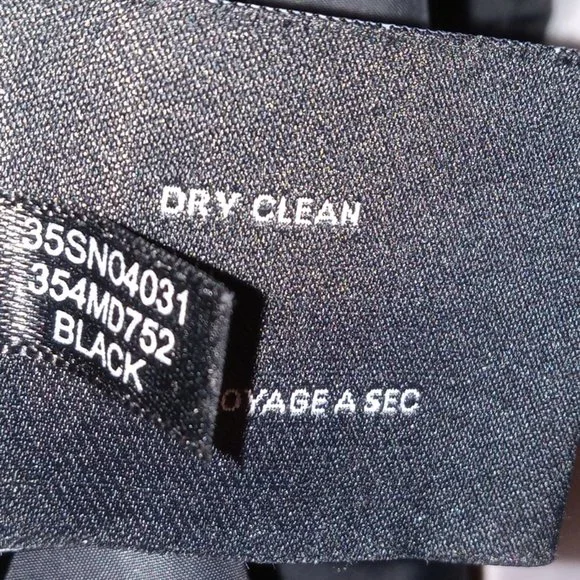 DRY CLEAN
35SN04031
354MD752
BLACK
OYAGE A SEC